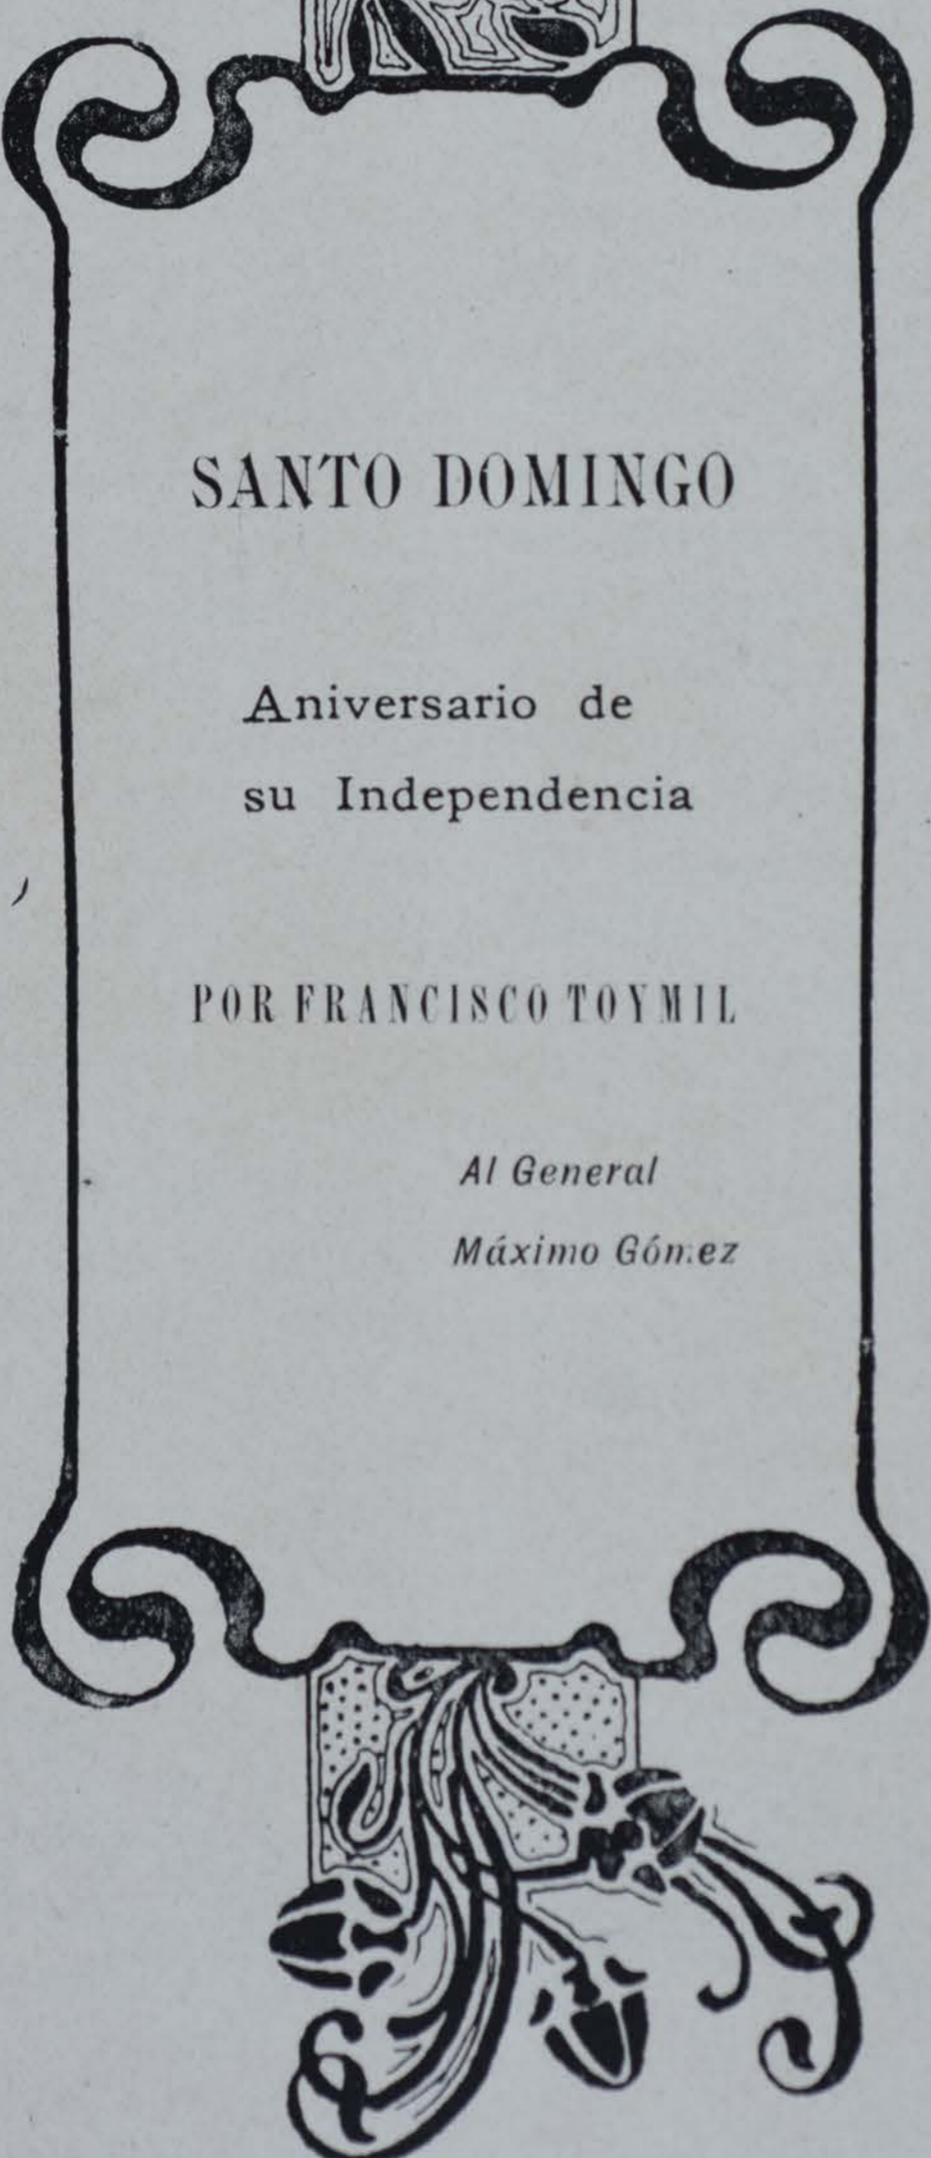 SANTO DOMINGO
Aniversario de
su Independencia
POR FRANCISCO TOYMIL
Al General
Máximo Gómez